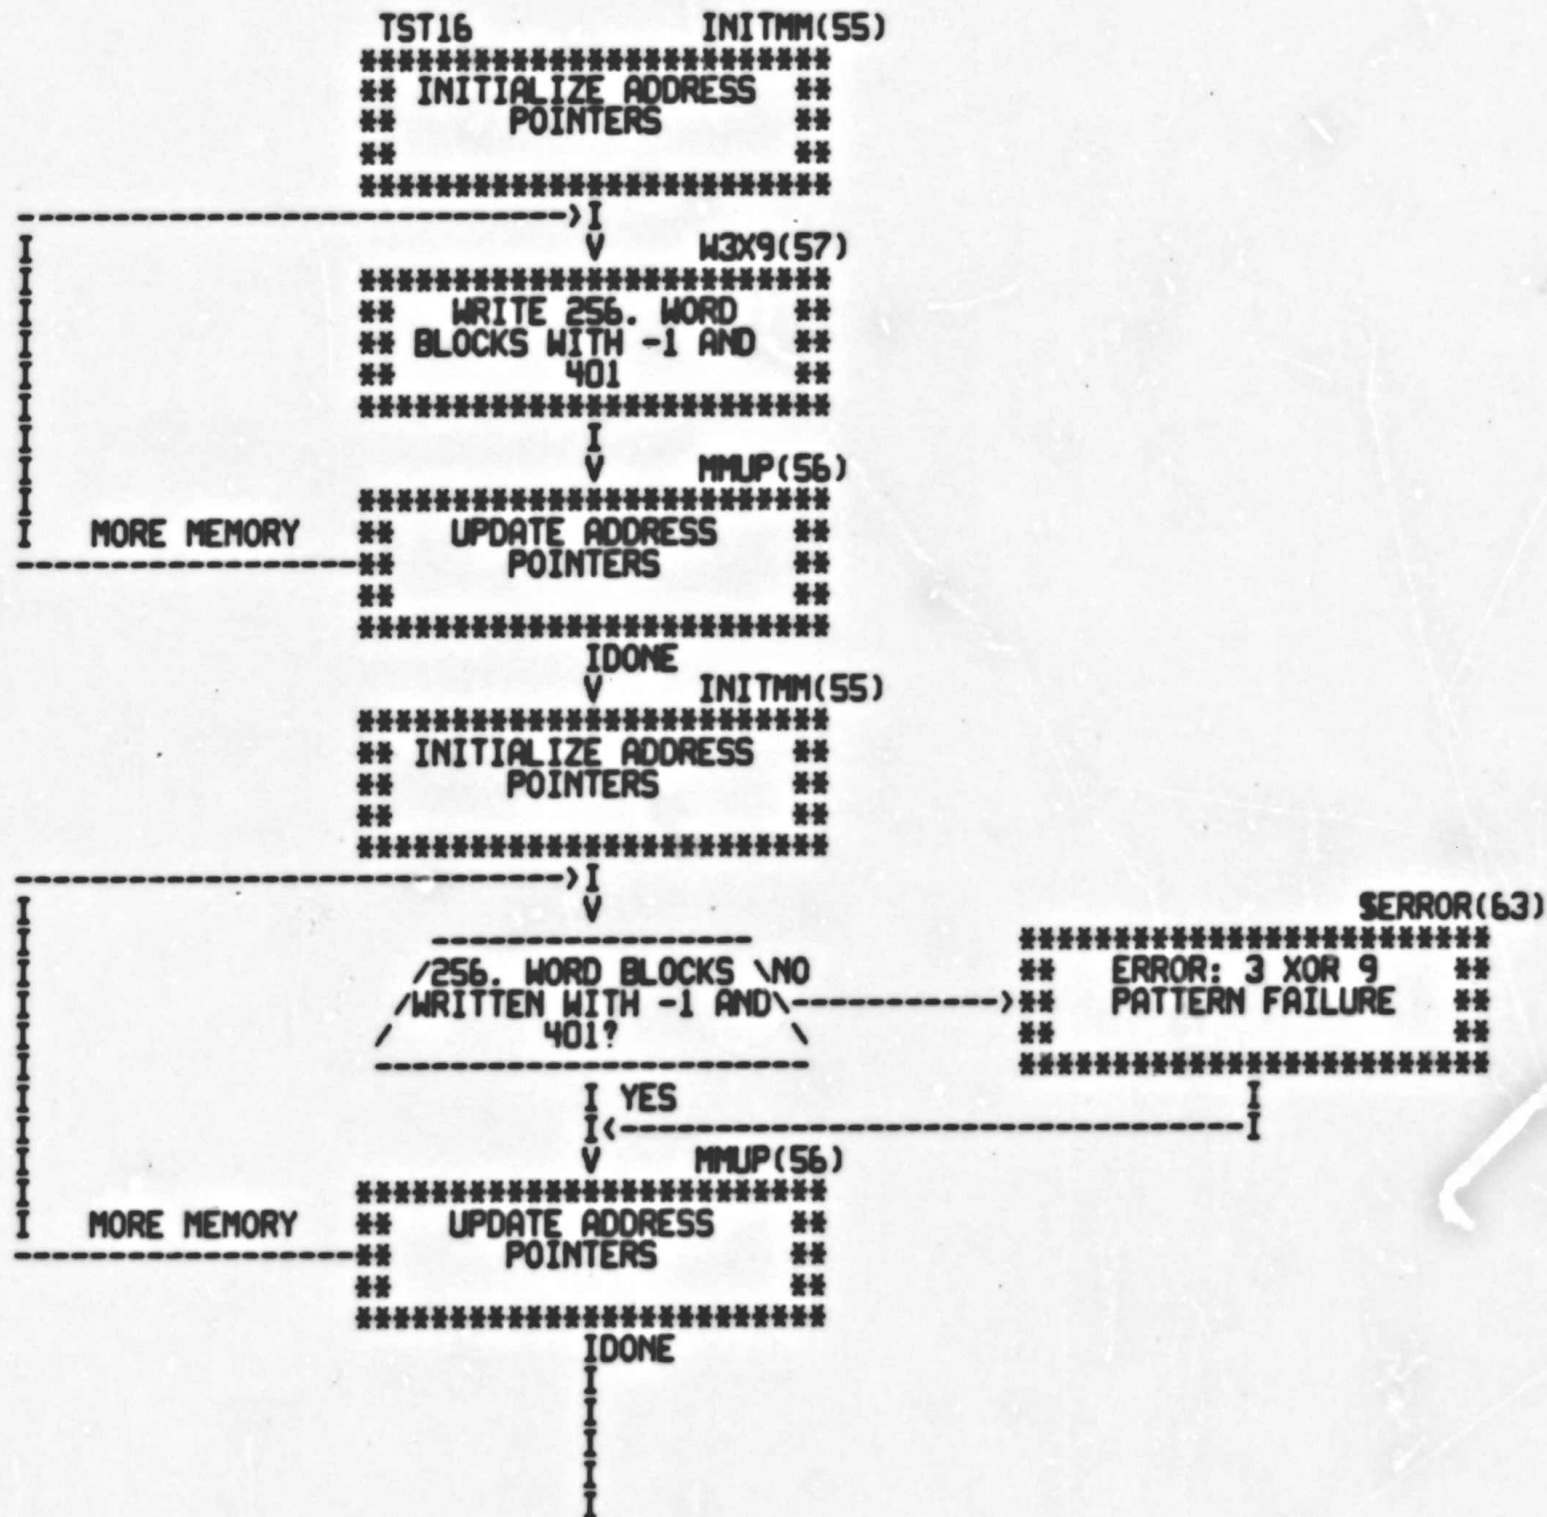 TST16 INITMM(55)
************************
** INITIALIZE ADDRESS **
** POINTERS **
** **
************************
------------------------------>I
I V W3X9(57)
************************
** WRITE 256. WORD **
** BLOCKS WITH -1 AND **
** 401 **
************************
I
V MMUP(56)
************************
I MORE MEMORY ** UPDATE ADDRESS **
------------------** POINTERS **
** **
************************
IDONE
V INITMM(55)
************************
** INITIALIZE ADDRESS **
** POINTERS **
** **
************************
------------------------------>I
I V $ERROR(63)
----------------- ************************
/256. WORD BLOCKS \NO ** ERROR: 3 XOR 9 **
/WRITTEN WITH -1 AND\----------->** PATTERN FAILURE **
/ 401? \ ** **
----------------------- ************************
I YES I
I<---------------------------------I
V MMUP(56)
************************
I MORE MEMORY ** UPDATE ADDRESS **
------------------** POINTERS **
** **
************************
IDONE
I
I
I
I
I